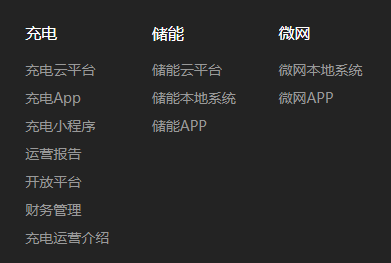 充电
充电云平台
充电App
充电小程序
运营报告
开放平台
财务管理
充电运营介绍
储能
储能云平台
储能本地系统
储能APP
微网
微网本地系统
微网APP